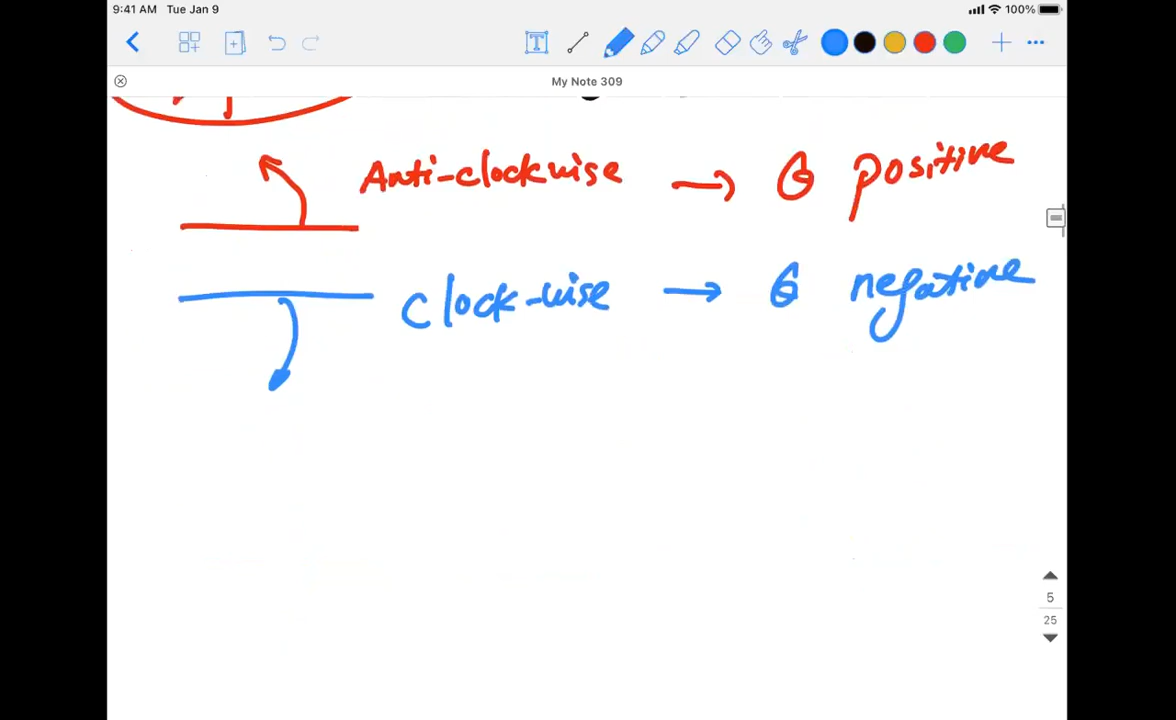 9:41 AM Tue Jan 9
100%
My Note 309
Anti-clockwise → θ positive
clock-wise → θ negative
5
25